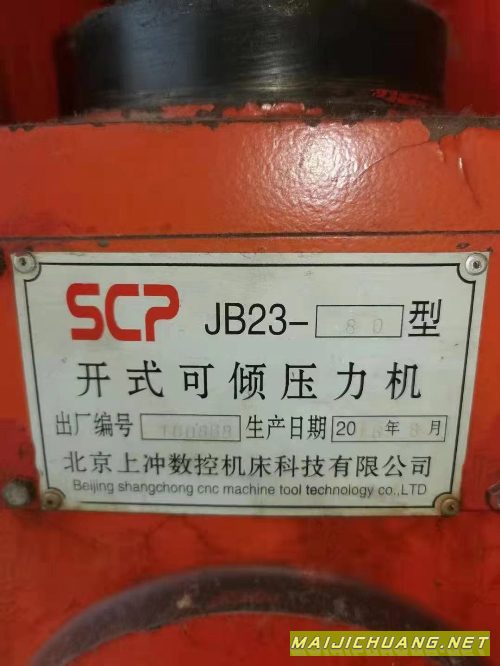 SCP JB23-80型
开式可倾压力机
出厂编号 生产日期 20 年 月
北京上冲数控机床科技有限公司
Beijing shangchong cnc machine tool technology co.,LTD
MAIJICHUANG.NET